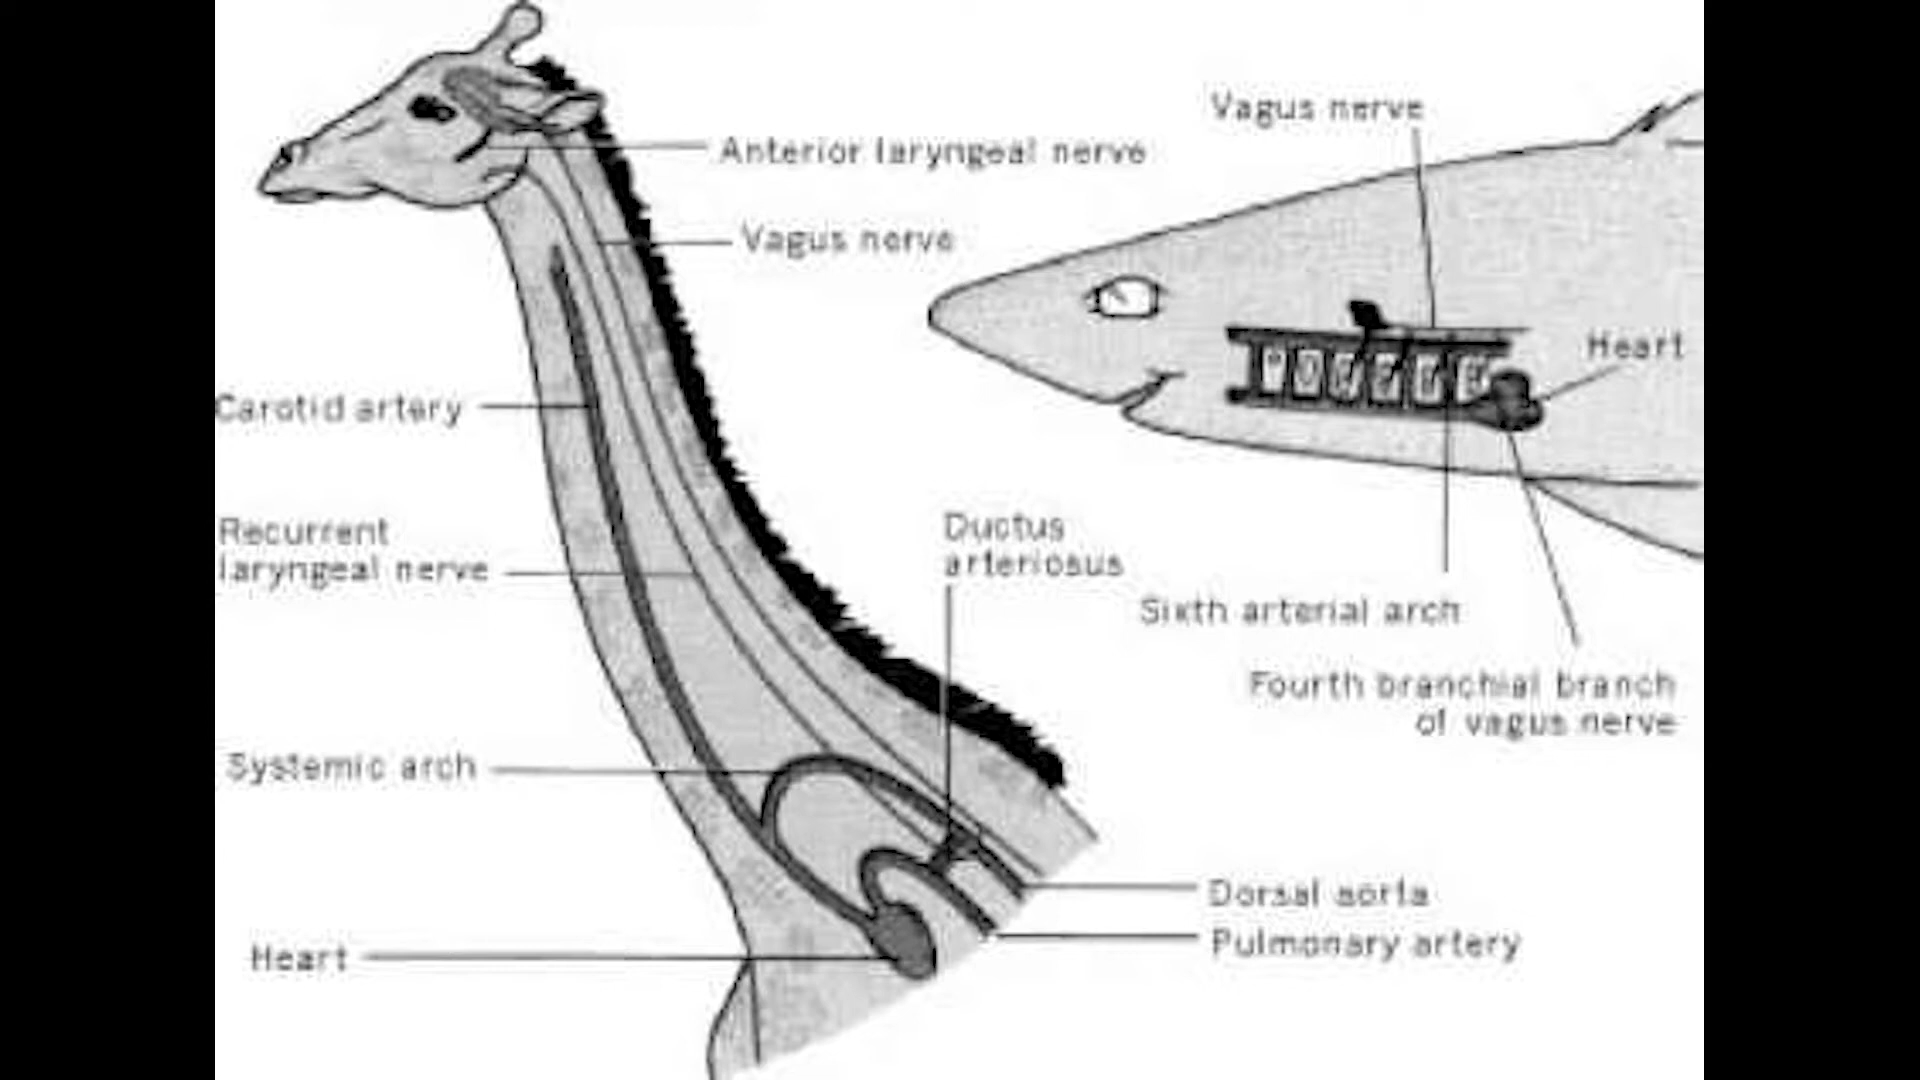 Anterior laryngeal nerve
Vagus nerve
Carotid artery
Recurrent
laryngeal nerve
Ductus
arteriosus
Systemic arch
Heart
Dorsal aorta
Pulmonary artery
Vagus nerve
Heart
Sixth arterial arch
Fourth branchial branch
of vagus nerve